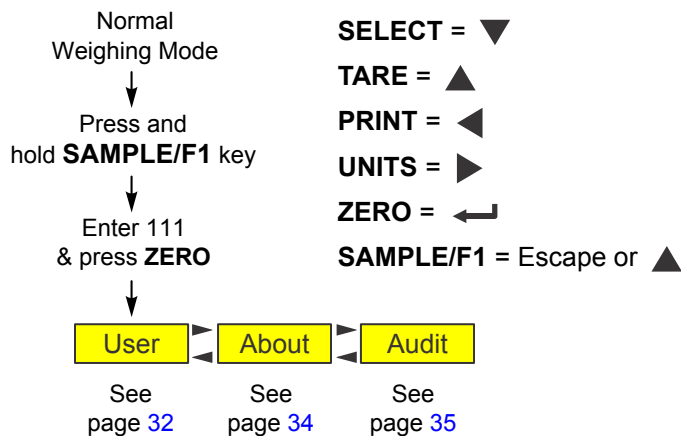 Normal
Weighing Mode
Press and
hold SAMPLE/F1 key
Enter 111
& press ZERO
SELECT = ▼
TARE = ▲
PRINT = ◀
UNITS = ▶
ZERO = ↵
SAMPLE/F1 = Escape or ▲
User
About
Audit
See
page 32
See
page 34
See
page 35